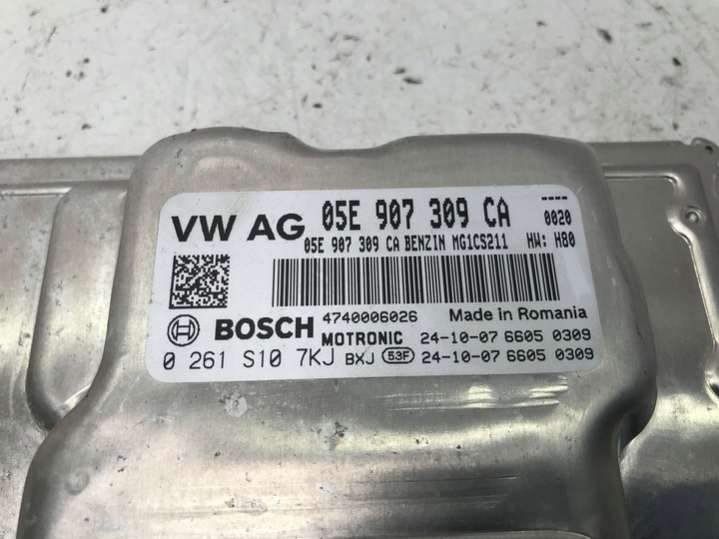 VW AG 05E 907 309 CA ----
05E 907 309 CA BENZIN MG1CS211 0020
HW: H80
4740006026 Made in Romania
BOSCH MOTRONIC 24-10-07 6605 0309
0 261 S10 7KJ BXJ 53F 24-10-07 6605 0309